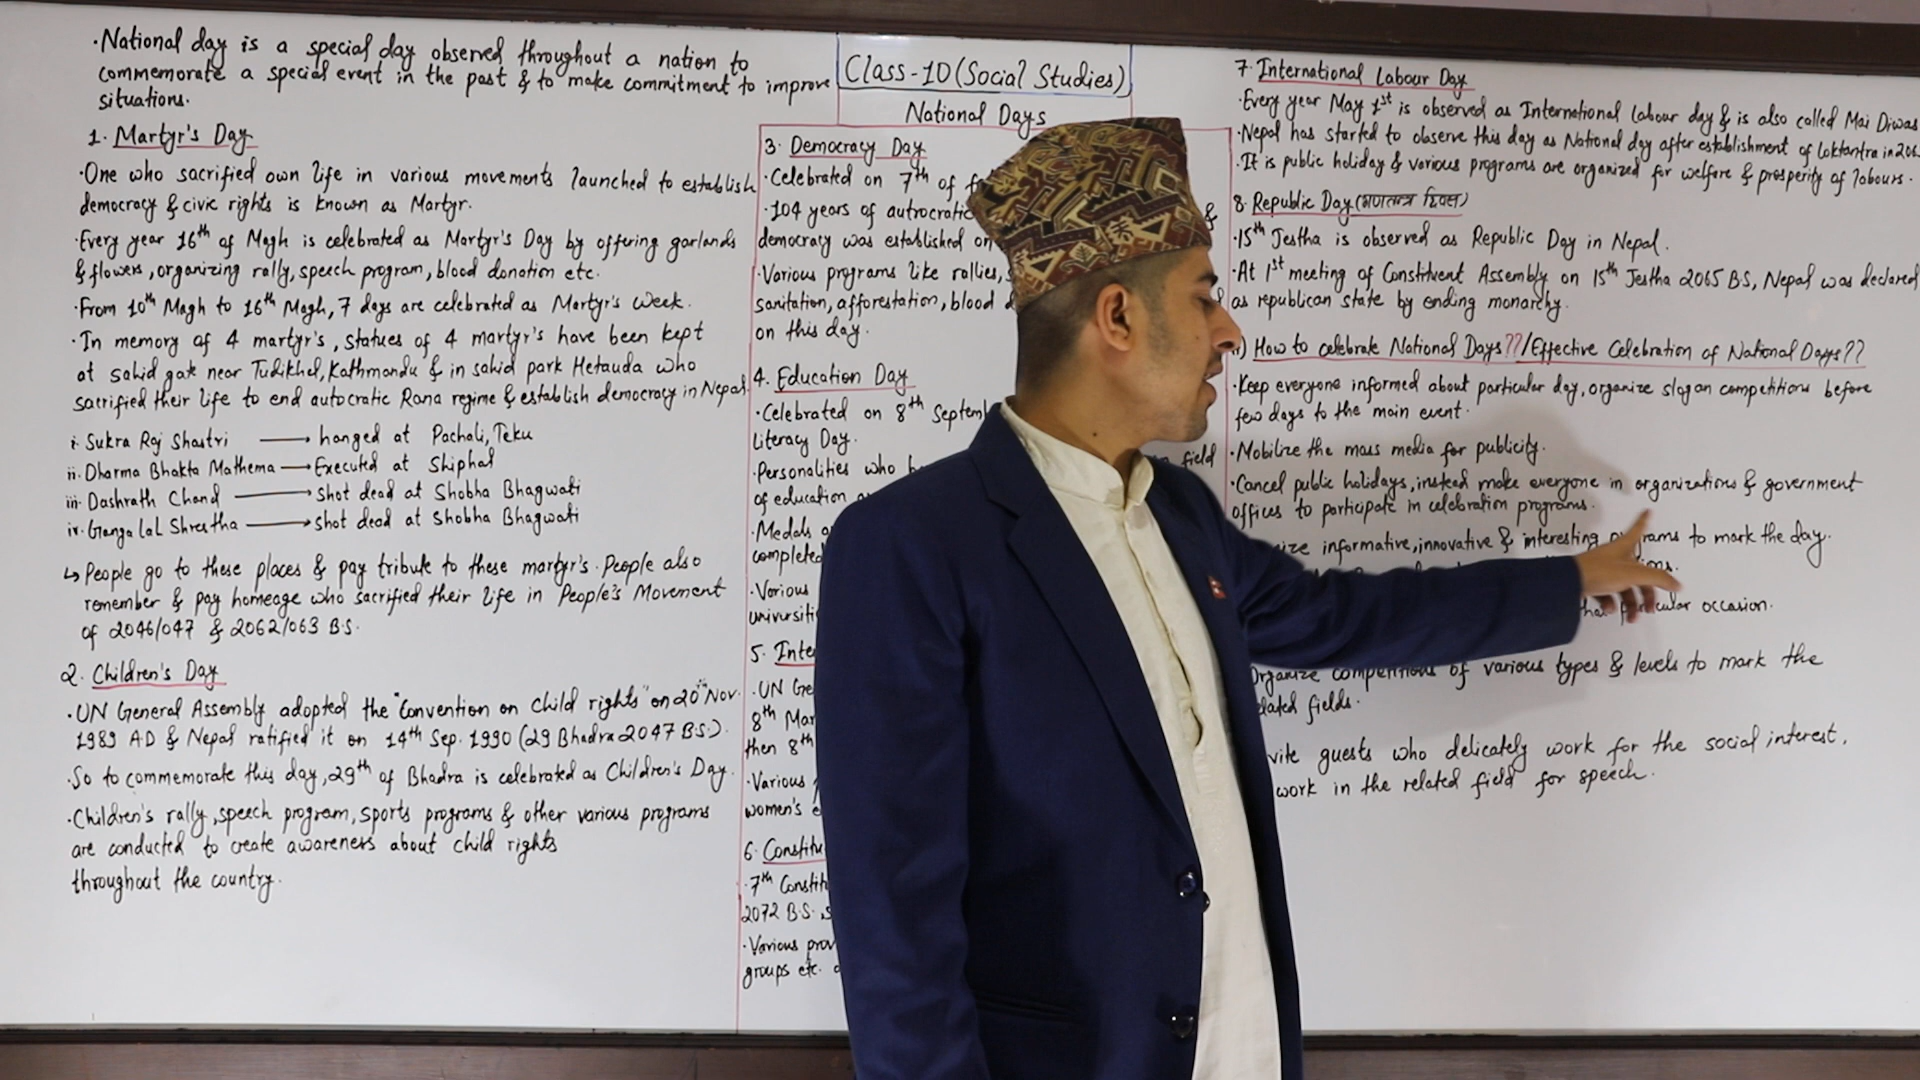 Class-10 (Social Studies)
National Days
·National day is a special day observed throughout a nation to
commemorate a special event in the past & to make commitment to improve
situations.
1. Martyr's Day
·One who sacrificed own life in various movements launched to establish
democracy & civic rights is known as Martyr.
·Every year 16th of Magh is celebrated as Martyr's Day by offering garlands
& flowers, organizing rally, speech program, blood donation etc.
·From 10th Magh to 16th Magh, 7 days are celebrated as Martyr's Week.
·In memory of 4 martyr's, statues of 4 martyr's have been kept
at sahid gate near Tudikhel, Kathmandu & in sahid park Hetauda who
sacrified their life to end autocratic Rana regime & establish democracy in Nepal.
i. Sukra Raj Shastri → hanged at Pachali, Teku
ii. Dharma Bhakta Mathema → Executed at Shiphal
iii. Dashrath Chand → shot dead at Shobha Bhagwati
iv. Ganga Lal Shrestha → shot dead at Shobha Bhagwati
↳ People go to these places & pay tribute to these martyr's. People also
remember & pay homeage who sacrified their life in People's Movement
of 2046/047 & 2062/063 B.S.
2. Children's Day
·UN General Assembly adopted the "Convention on child rights" on 20th Nov.
1989 AD & Nepal ratified it on 14th Sep. 1990 (29 Bhadra 2047 B.S.).
·So to commemorate this day, 29th of Bhadra is celebrated as Children's Day.
·Children's rally, speech program, sports programs & other various programs
are conducted to create awareness about child rights
throughout the country.
3. Democracy Day
·Celebrated on 7th of
·104 years of autrocratic &
democracy was established on
·Various programs like rallies,
sanitation, afforestation, blood
on this day.
4. Education Day
·Celebrated on 8th
Literacy Day.
·Personalities who field
of education
·Medals
completed
·Various
5.
·UN
8th
then 8th
·Various
women's
6.
·7th
2072 B.S.
·Various
groups etc.
7. International Labour Day
·Every year May 1st is observed as International labour day & is also called Mai Diwas
·Nepal has started to observe this day as National day after establishment of loktantra in
·It is public holiday & various programs are organized for welfare & prosperity of labours.
8. Republic Day (गणतन्त्र दिवस)
·15th Jestha is observed as Republic Day in Nepal.
·At 1st meeting of Constituent Assembly on 15th Jestha 2065 B.S, Nepal was declared
as republican state by ending monarchy.
How to celebrate National Days??/Effective Celebration of National Days??
·Keep everyone informed about particular day, organize slogan competitions before
few days to the main event.
·Mobilize the mass media for publicity.
·Cancel public holidays, instead make everyone in organizations & government
offices to participate in celebration programs.
informative, innovative & interesting to mark the day.
occasion.
Organize competitions of various types & levels to mark the
fields.
guests who delicately work for the social interest,
work in the related field for speech.